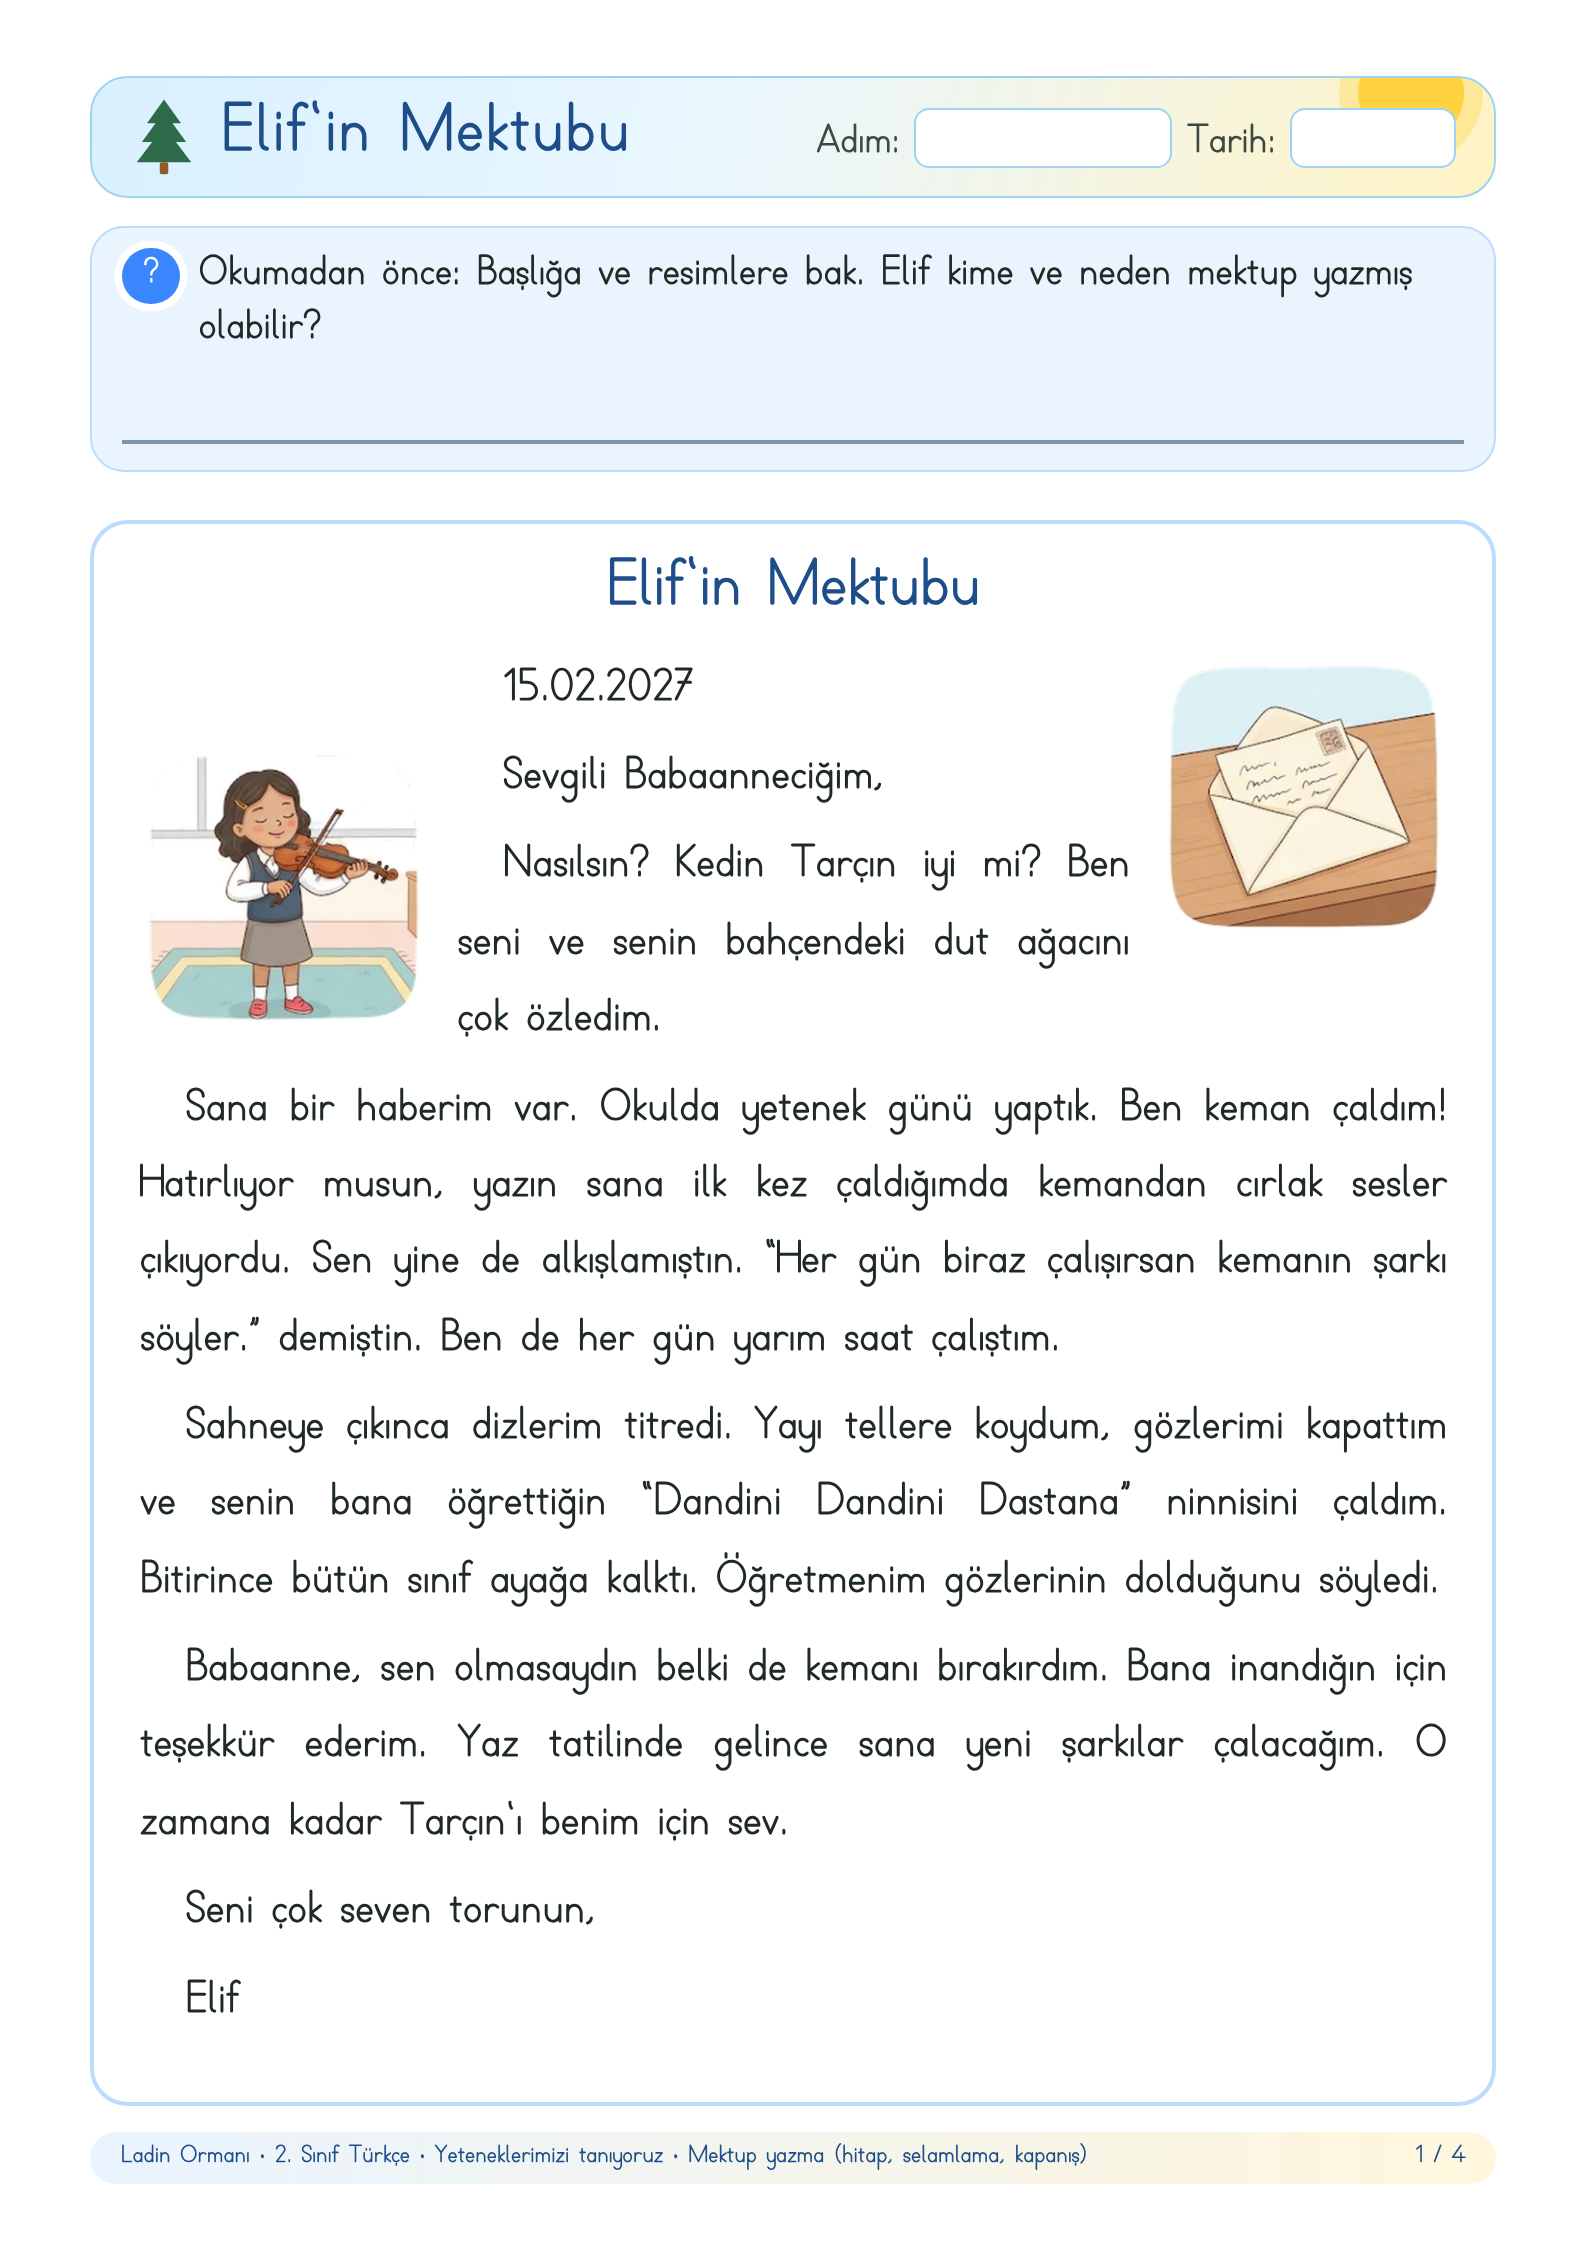 Elif'in Mektubu
Adım:
Tarih:
?
Okumadan önce: Başlığa ve resimlere bak. Elif kime ve neden mektup yazmış
olabilir?
Elif'in Mektubu
15.02.2027
Sevgili Babaanneciğim,
Nasılsın? Kedin Tarçın iyi mi? Ben
seni ve senin bahçendeki dut ağacını
çok özledim.
Sana bir haberim var. Okulda yetenek günü yaptık. Ben keman çaldım!
Hatırlıyor musun, yazın sana ilk kez çaldığımda kemandan cırlak sesler
çıkıyordu. Sen yine de alkışlamıştın. "Her gün biraz çalışırsan kemanın şarkı
söyler." demiştin. Ben de her gün yarım saat çalıştım.
Sahneye çıkınca dizlerim titredi. Yayı tellere koydum, gözlerimi kapattım
ve senin bana öğrettiğin "Dandini Dandini Dastana" ninnisini çaldım.
Bitirince bütün sınıf ayağa kalktı. Öğretmenim gözlerinin dolduğunu söyledi.
Babaanne, sen olmasaydın belki de kemanı bırakırdım. Bana inandığın için
teşekkür ederim. Yaz tatilinde gelince sana yeni şarkılar çalacağım. O
zamana kadar Tarçın'ı benim için sev.
Seni çok seven torunun,
Elif
Ladin Ormanı • 2. Sınıf Türkçe • Yeteneklerimizi tanıyoruz • Mektup yazma (hitap, selamlama, kapanış)
1 / 4